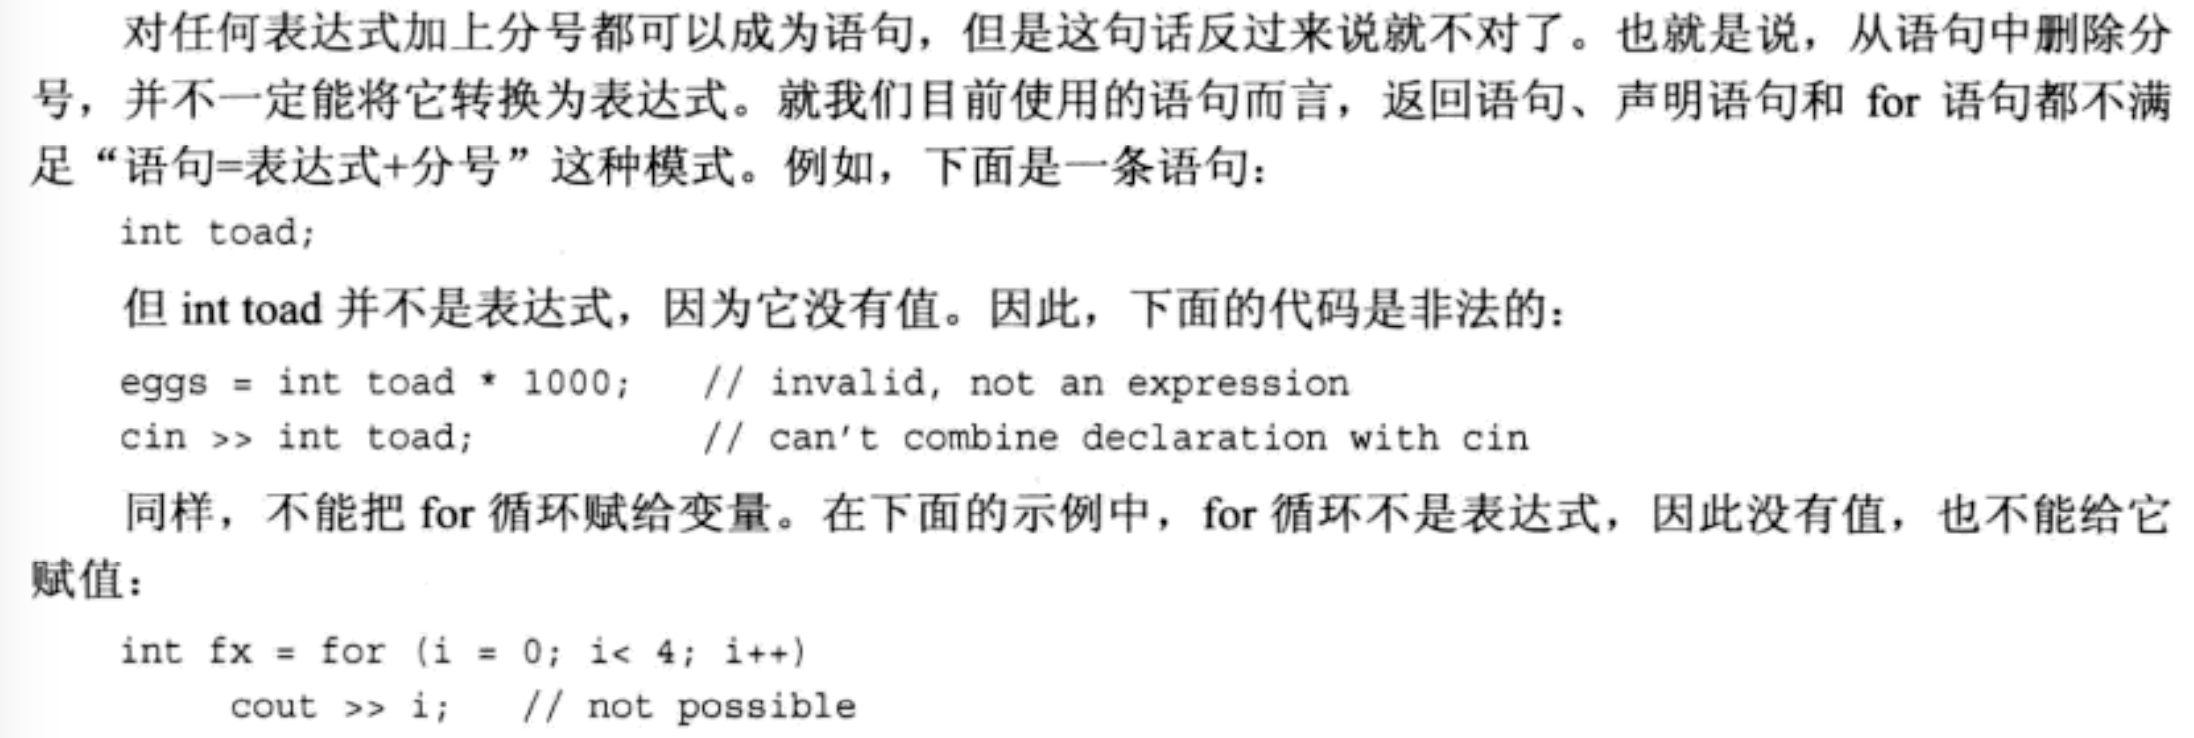 对任何表达式加上分号都可以成为语句，但是这句话反过来说就不对了。也就是说，从语句中删除分
号，并不一定能将它转换为表达式。就我们目前使用的语句而言，返回语句、声明语句和 for 语句都不满
足“语句=表达式+分号”这种模式。例如，下面是一条语句：
int toad;
但 int toad 并不是表达式，因为它没有值。因此，下面的代码是非法的：
eggs = int toad * 1000;   // invalid, not an expression
cin >> int toad;          // can't combine declaration with cin
同样，不能把 for 循环赋给变量。在下面的示例中，for 循环不是表达式，因此没有值，也不能给它
赋值：
int fx = for (i = 0; i< 4; i++)
     cout >> i;   // not possible